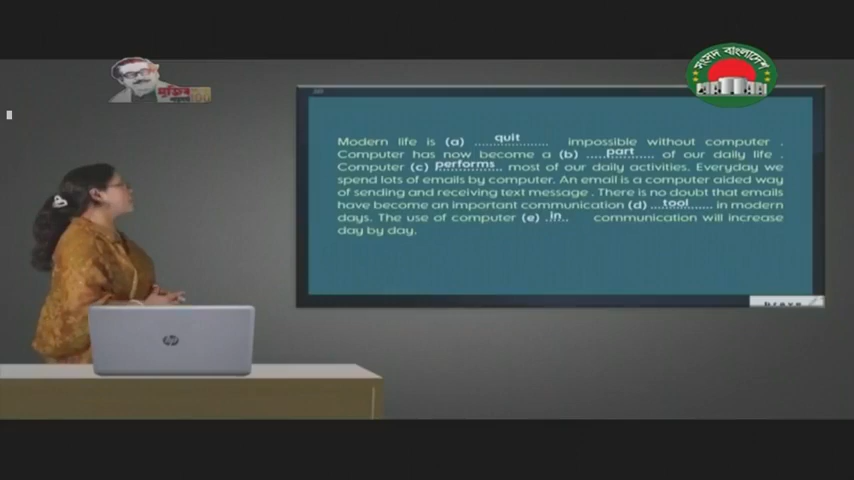 সংসদ বাংলাদেশ
মুজিব
100
Modern life is (a) ....quit.... impossible without computer .
Computer has now become a (b) ....part.... of our daily life .
Computer (c) performs most of our daily activities. Everyday we
spend lots of emails by computer. An email is a computer aided way
of sending and receiving text message . There is no doubt that emails
have become an important communication (d) ...tool... in modern
days. The use of computer (e) ..in.. communication will increase
day by day.
hp